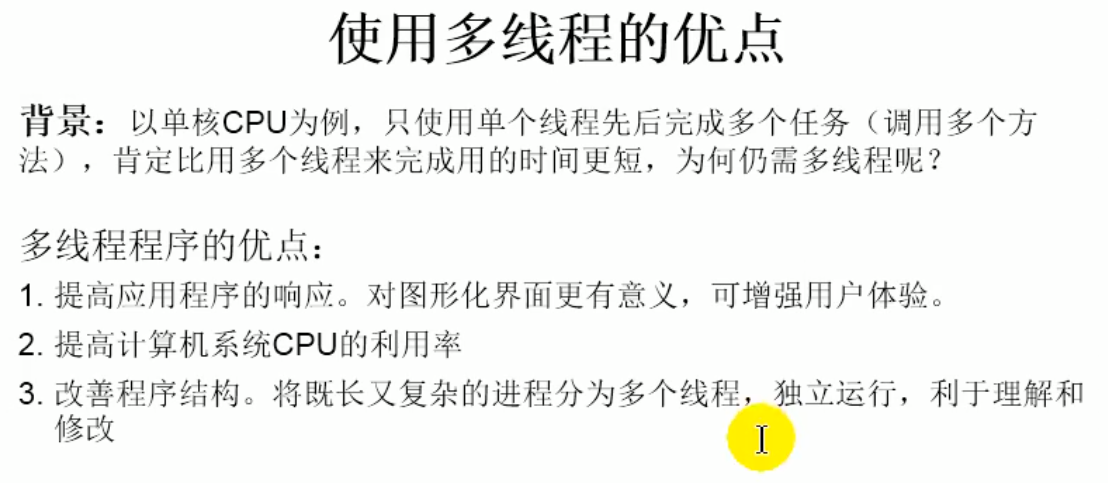 使用多线程的优点
背景：以单核CPU为例，只使用单个线程先后完成多个任务（调用多个方
法），肯定比用多个线程来完成用的时间更短，为何仍需多线程呢？
多线程程序的优点：
1. 提高应用程序的响应。对图形化界面更有意义，可增强用户体验。
2. 提高计算机系统CPU的利用率
3. 改善程序结构。将既长又复杂的进程分为多个线程，独立运行，利于理解和
修改